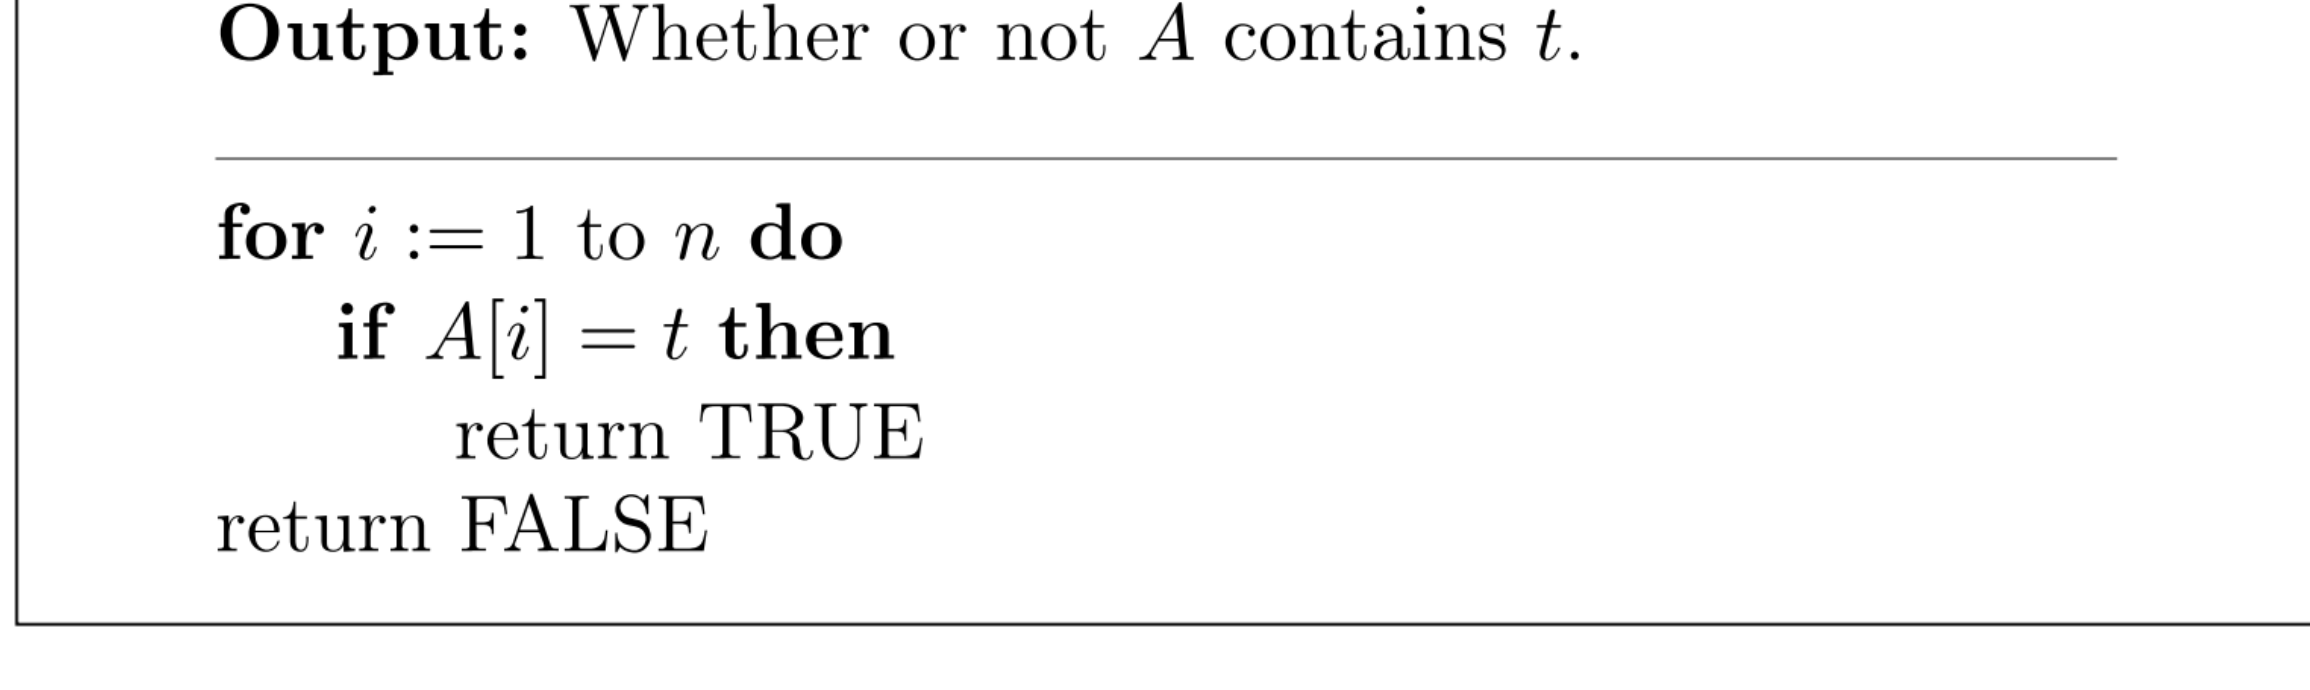 Output: Whether or not A contains t.
for i := 1 to n do
if A[i] = t then
return TRUE
return FALSE